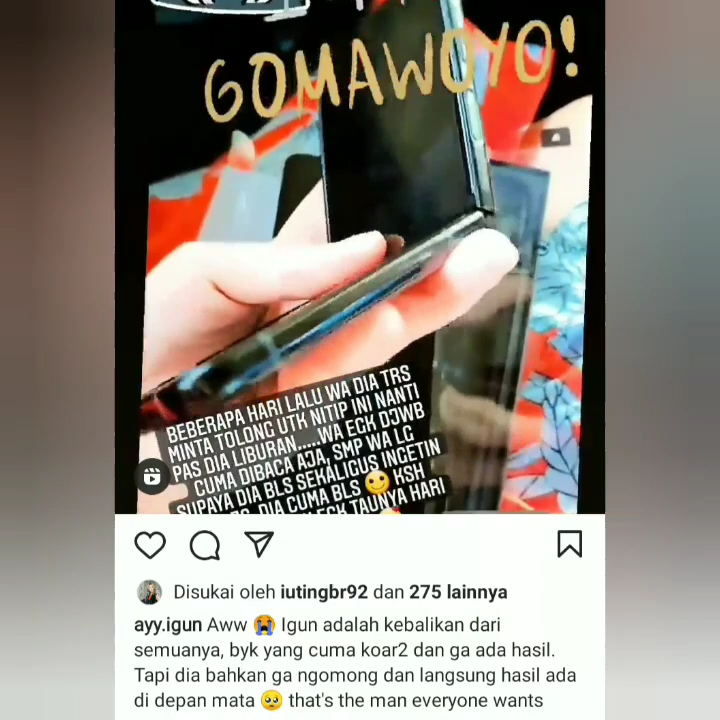 GOMAWOYO!
BEBERAPA HARI LALU WA DIA TRS
MINTA TOLONG UTK NITIP INI NANTI
PAS DIA LIBURAN.....WA EGK DJWB
CUMA DIBACA AJA, SMP WA LG
SUPAYA DIA BLS SEKALIGUS INGETIN
DIA CUMA BLS 🙂 KSH
EGK TAUNYA HARI
Disukai oleh iutingbr92 dan 275 lainnya
ayy.igun Aww 😭 Igun adalah kebalikan dari
semuanya, byk yang cuma koar2 dan ga ada hasil.
Tapi dia bahkan ga ngomong dan langsung hasil ada
di depan mata 🥺 that's the man everyone wants